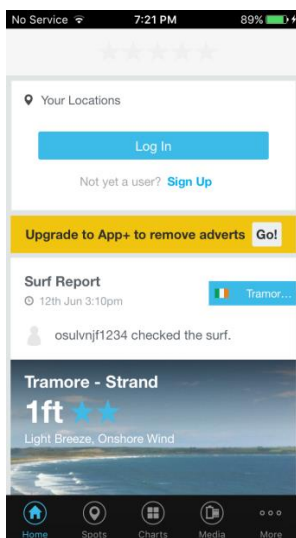 No Service 7:21 PM 89%
Your Locations
Log In
Not yet a user? Sign Up
Upgrade to App+ to remove adverts Go!
Surf Report
12th Jun 3:10pm
Tramor...
osulvnjf1234 checked the surf.
Tramore - Strand
1ft
Light Breeze, Onshore Wind
Home Spots Charts Media More